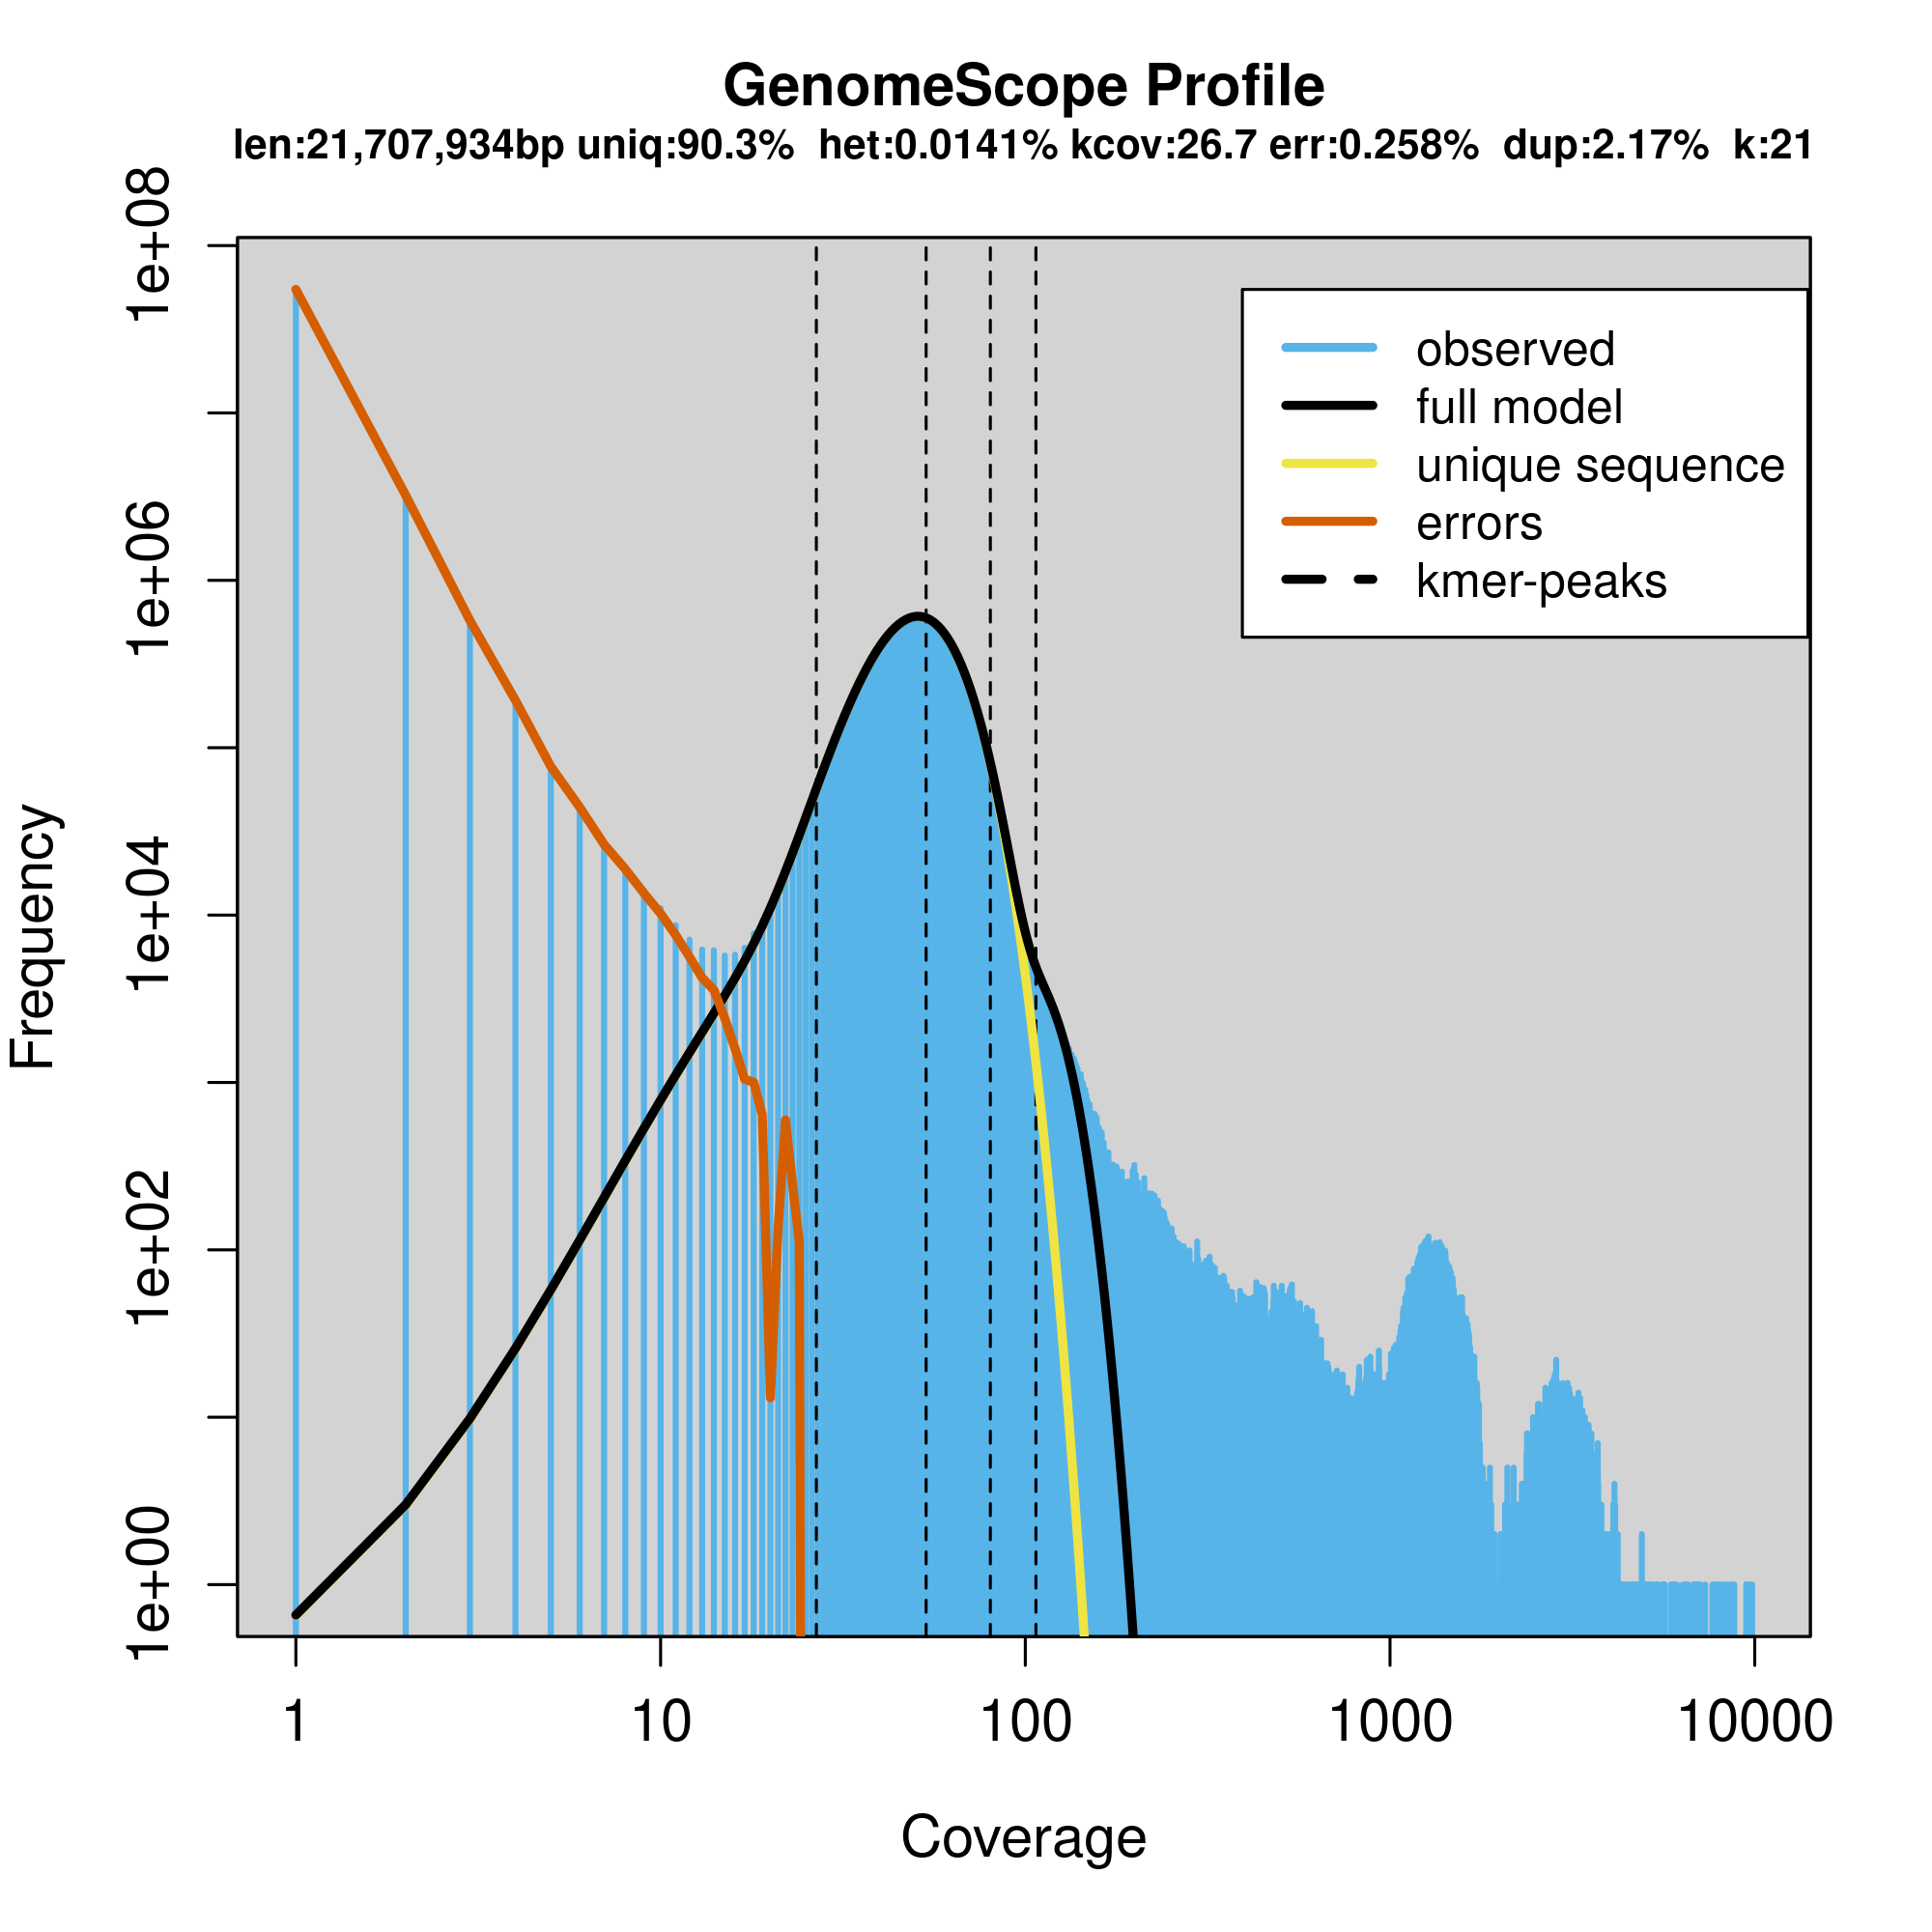 GenomeScope Profile
len:21,707,934bp uniq:90.3% het:0.0141% kcov:26.7 err:0.258% dup:2.17% k:21
1e+08
1e+06
1e+04
1e+02
1e+00
Frequency
observed
full model
unique sequence
errors
kmer-peaks
1 10 100 1000 10000
Coverage